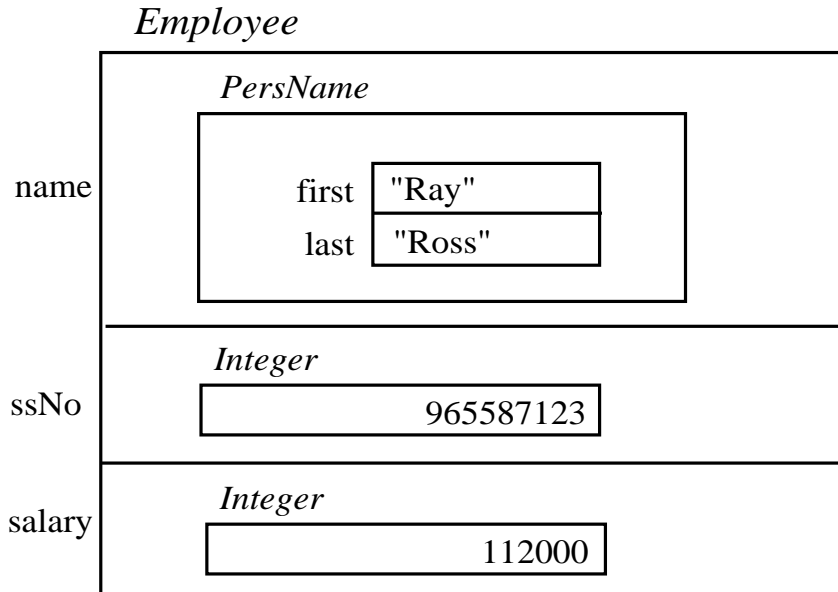 Employee
PersName
name
first "Ray"
last "Ross"
Integer
ssNo 965587123
Integer
salary
112000